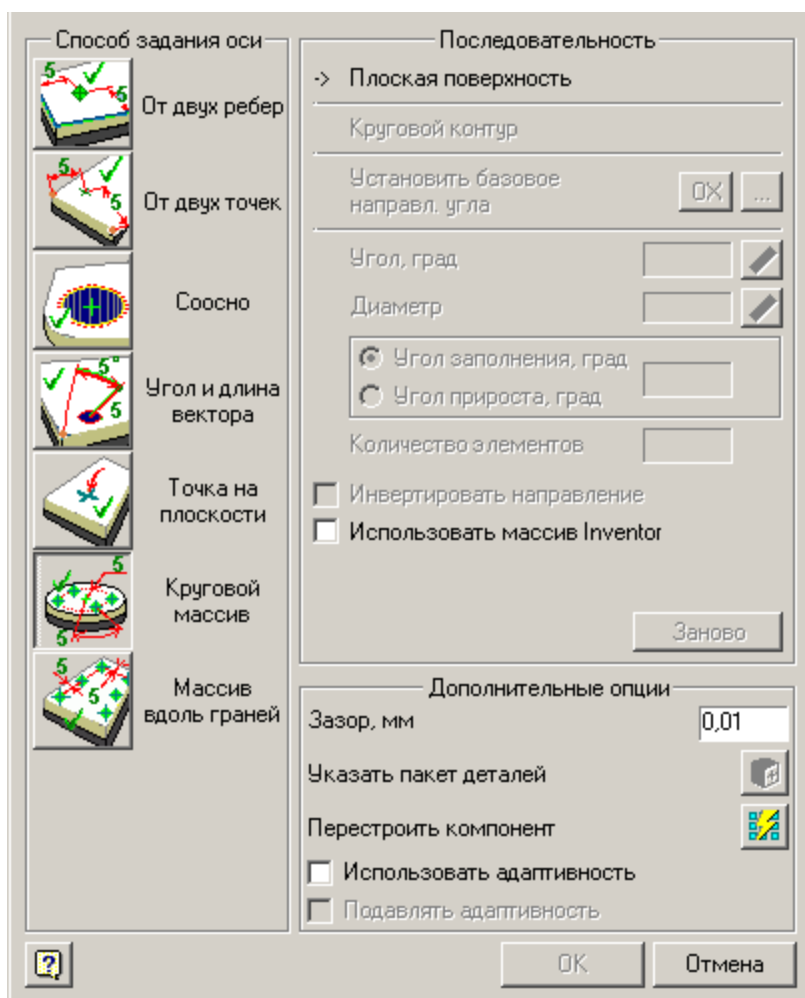 Способ задания оси
От двух ребер
От двух точек
Соосно
Угол и длина
вектора
Точка на
плоскости
Круговой
массив
Массив
вдоль граней
Последовательность
-> Плоская поверхность
Круговой контур
Установить базовое
направл. угла
OX ...
Угол, град
Диаметр
Угол заполнения, град
Угол прироста, град
Количество элементов
Инвертировать направление
Использовать массив Inventor
Заново
Дополнительные опции
Зазор, мм 0,01
Указать пакет деталей
Перестроить компонент
Использовать адаптивность
Подавлять адаптивность
? OK Отмена